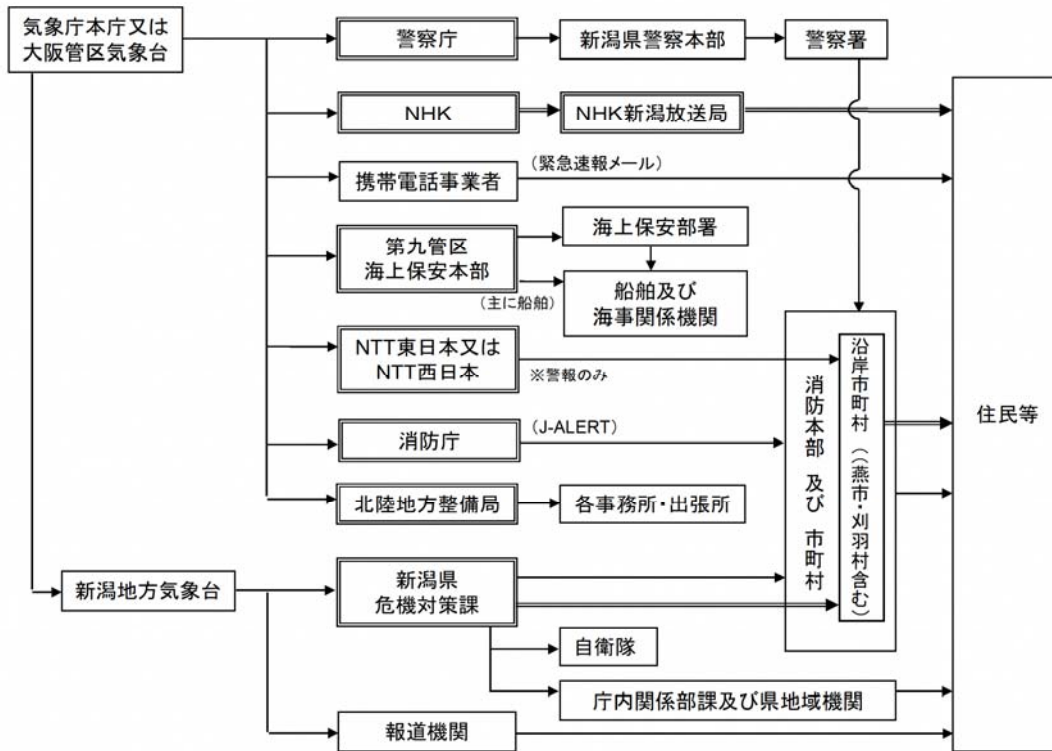 気象庁本庁又は
大阪管区気象台
警察庁
新潟県警察本部
警察署
NHK
NHK新潟放送局
携帯電話事業者
(緊急速報メール)
第九管区
海上保安本部
(主に船舶)
海上保安部署
船舶及び
海事関係機関
NTT東日本又は
NTT西日本
※警報のみ
消防庁
(J-ALERT)
北陸地方整備局
各事務所・出張所
消防本部 及び 市町村
沿岸市町村((燕市・刈羽村含む)
住民等
新潟地方気象台
新潟県
危機対策課
自衛隊
庁内関係部課及び県地域機関
報道機関